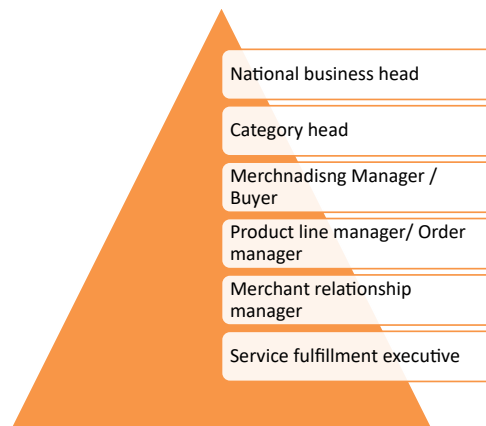 National business head
Category head
Merchnadisng Manager /
Buyer
Product line manager/ Order
manager
Merchant relationship
manager
Service fulfillment executive